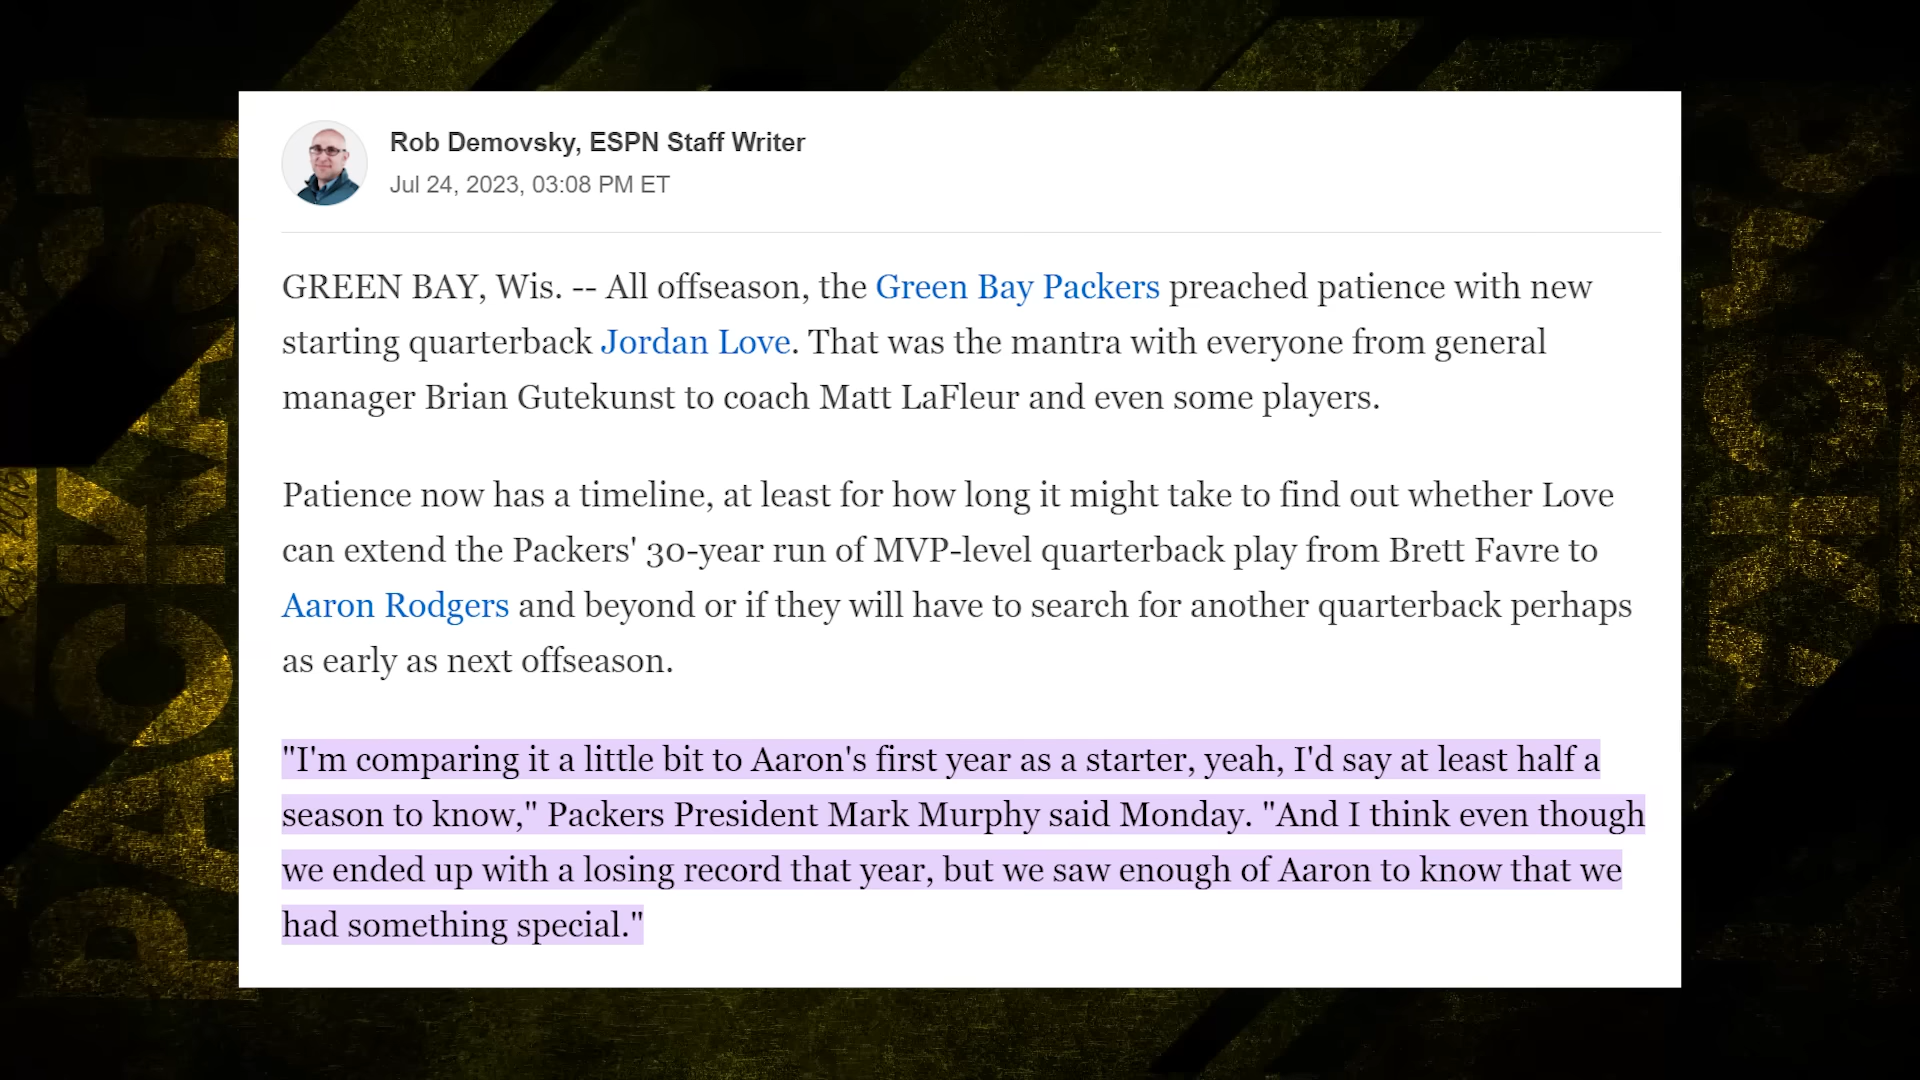 Rob Demovsky, ESPN Staff Writer
Jul 24, 2023, 03:08 PM ET
GREEN BAY, Wis. -- All offseason, the Green Bay Packers preached patience with new
starting quarterback Jordan Love. That was the mantra with everyone from general
manager Brian Gutekunst to coach Matt LaFleur and even some players.
Patience now has a timeline, at least for how long it might take to find out whether Love
can extend the Packers' 30-year run of MVP-level quarterback play from Brett Favre to
Aaron Rodgers and beyond or if they will have to search for another quarterback perhaps
as early as next offseason.
"I'm comparing it a little bit to Aaron's first year as a starter, yeah, I'd say at least half a
season to know," Packers President Mark Murphy said Monday. "And I think even though
we ended up with a losing record that year, but we saw enough of Aaron to know that we
had something special."
PACKAST